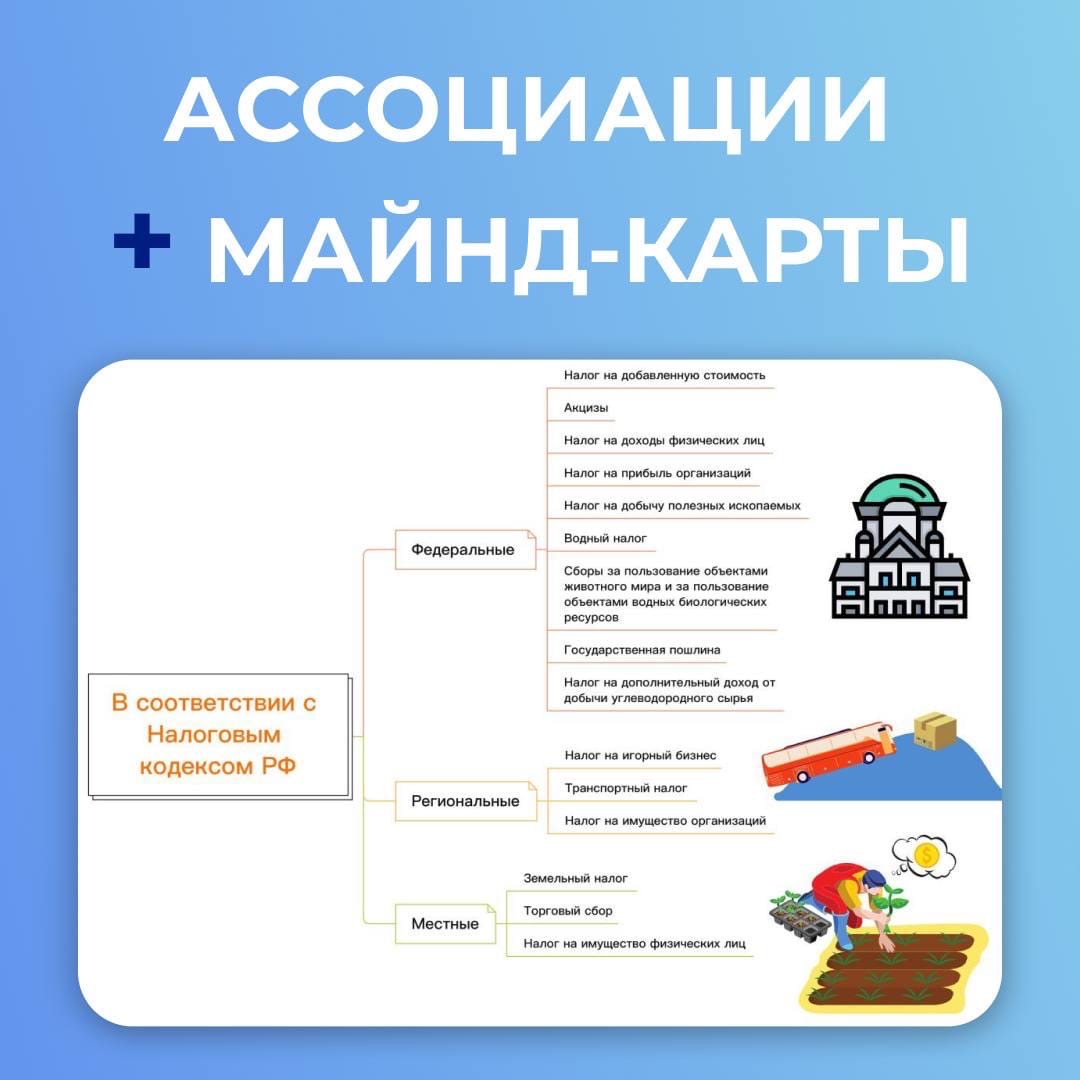 АССОЦИАЦИИ
+ МАЙНД-КАРТЫ
В соответствии с
Налоговым
кодексом РФ
Федеральные
Налог на добавленную стоимость
Акцизы
Налог на доходы физических лиц
Налог на прибыль организаций
Налог на добычу полезных ископаемых
Водный налог
Сборы за пользование объектами
животного мира и за пользование
объектами водных биологических
ресурсов
Государственная пошлина
Налог на дополнительный доход от
добычи углеводородного сырья
Региональные
Налог на игорный бизнес
Транспортный налог
Налог на имущество организаций
Местные
Земельный налог
Торговый сбор
Налог на имущество физических лиц